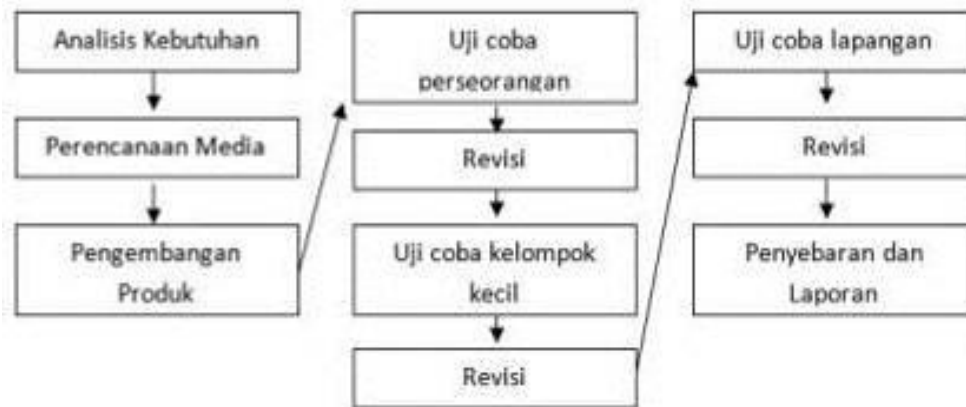 Analisis Kebutuhan
Perencanaan Media
Pengembangan
Produk
Uji coba
perseorangan
Revisi
Uji coba kelompok
kecil
Revisi
Uji coba lapangan
Revisi
Penyebaran dan
Laporan